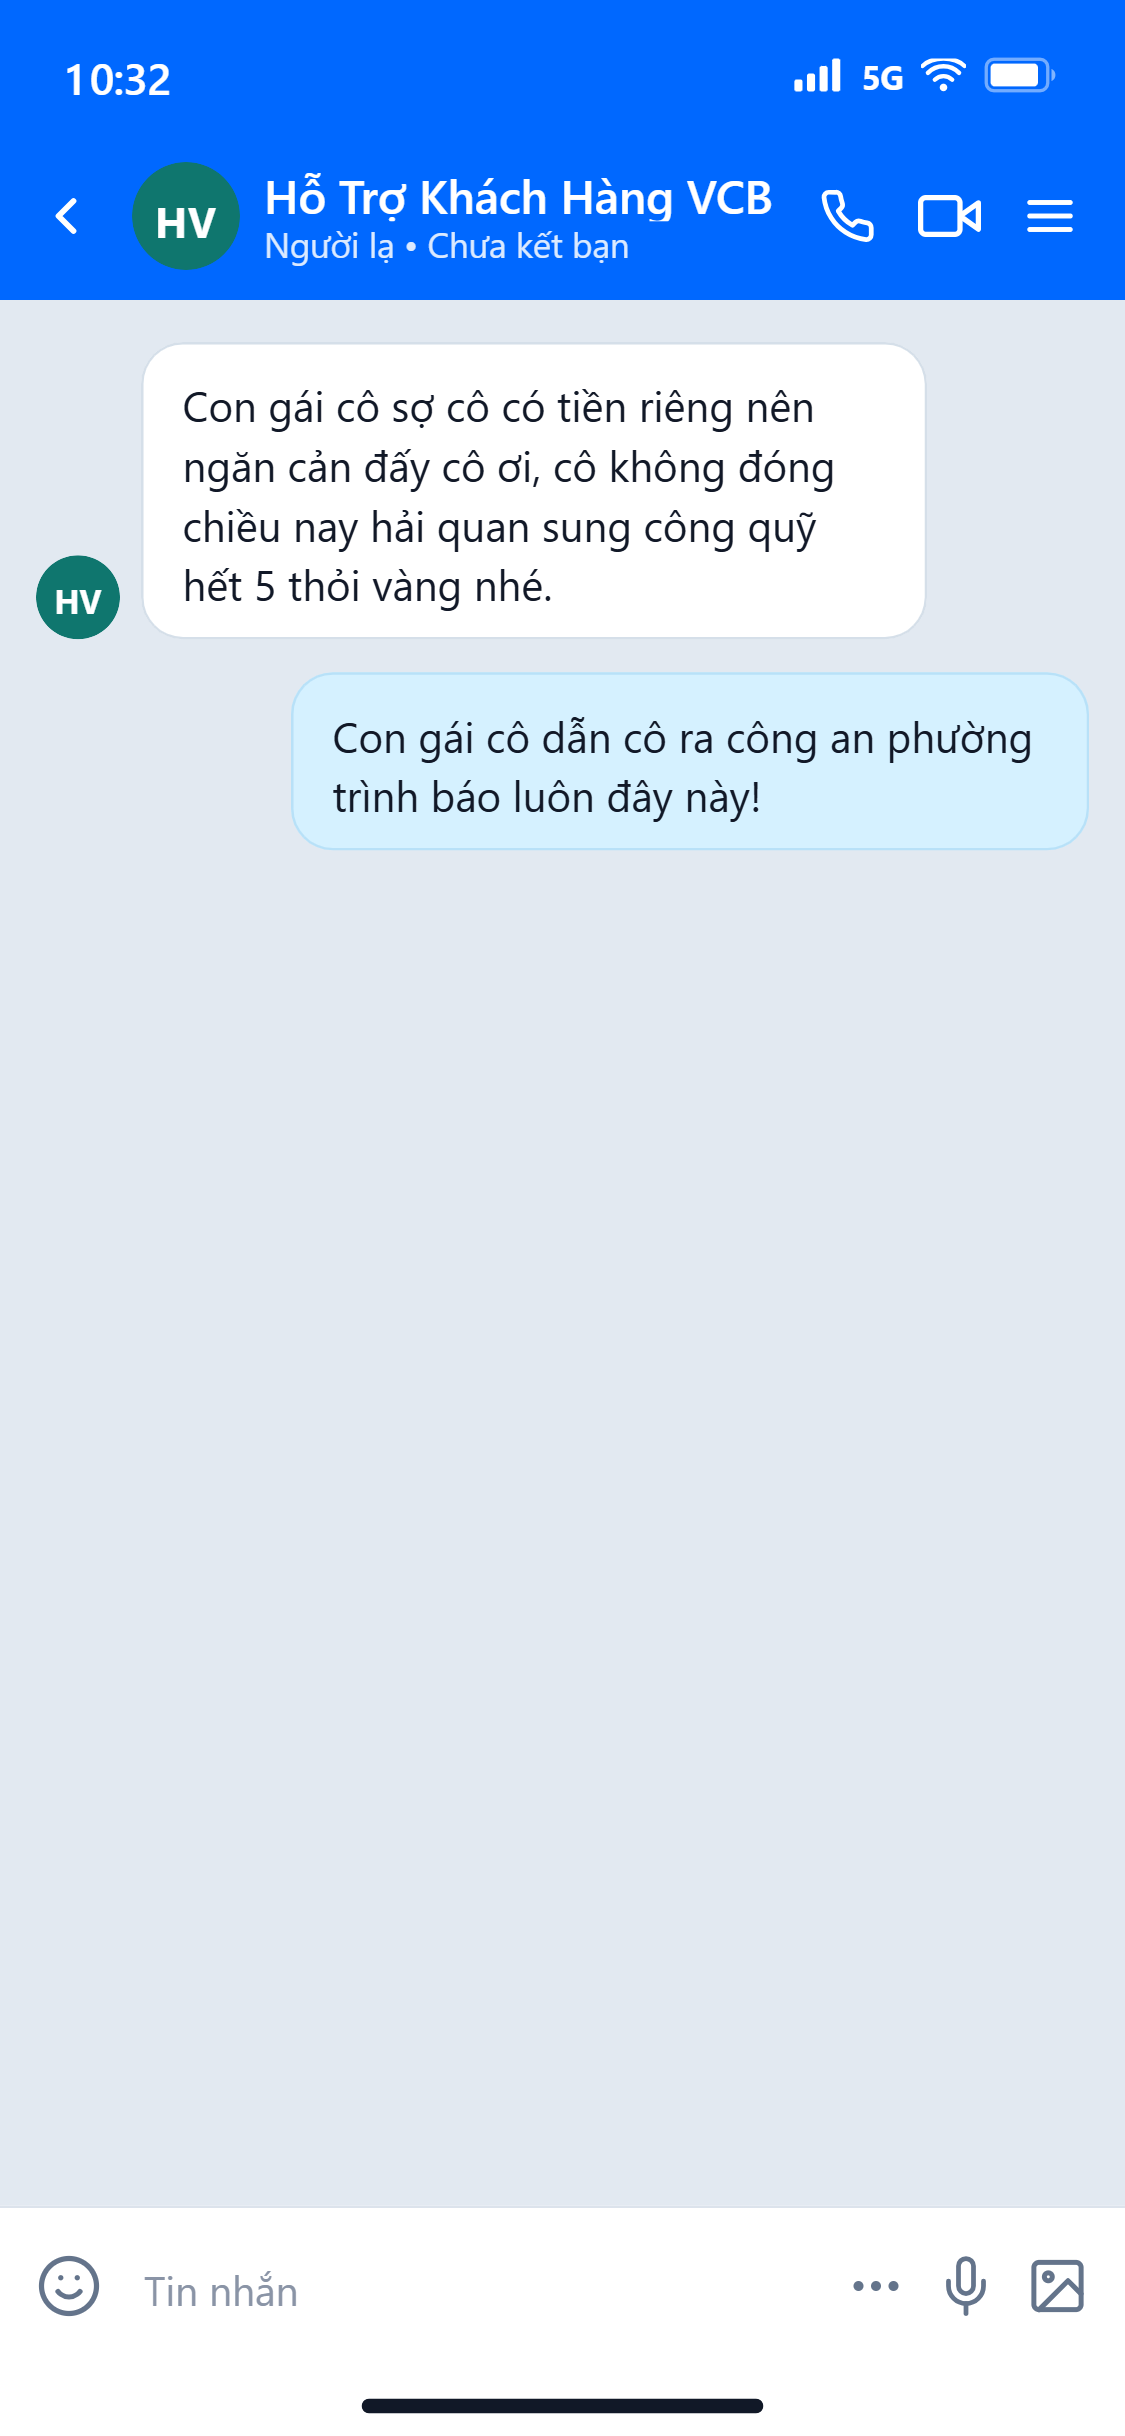 10:32
5G
HV
Hỗ Trợ Khách Hàng VCB
Người lạ • Chưa kết bạn
Con gái cô sợ cô có tiền riêng nên
ngăn cản đấy cô ơi, cô không đóng
chiều nay hải quan sung công quỹ
hết 5 thỏi vàng nhé.
HV
Con gái cô dẫn cô ra công an phường
trình báo luôn đây này!
Tin nhắn